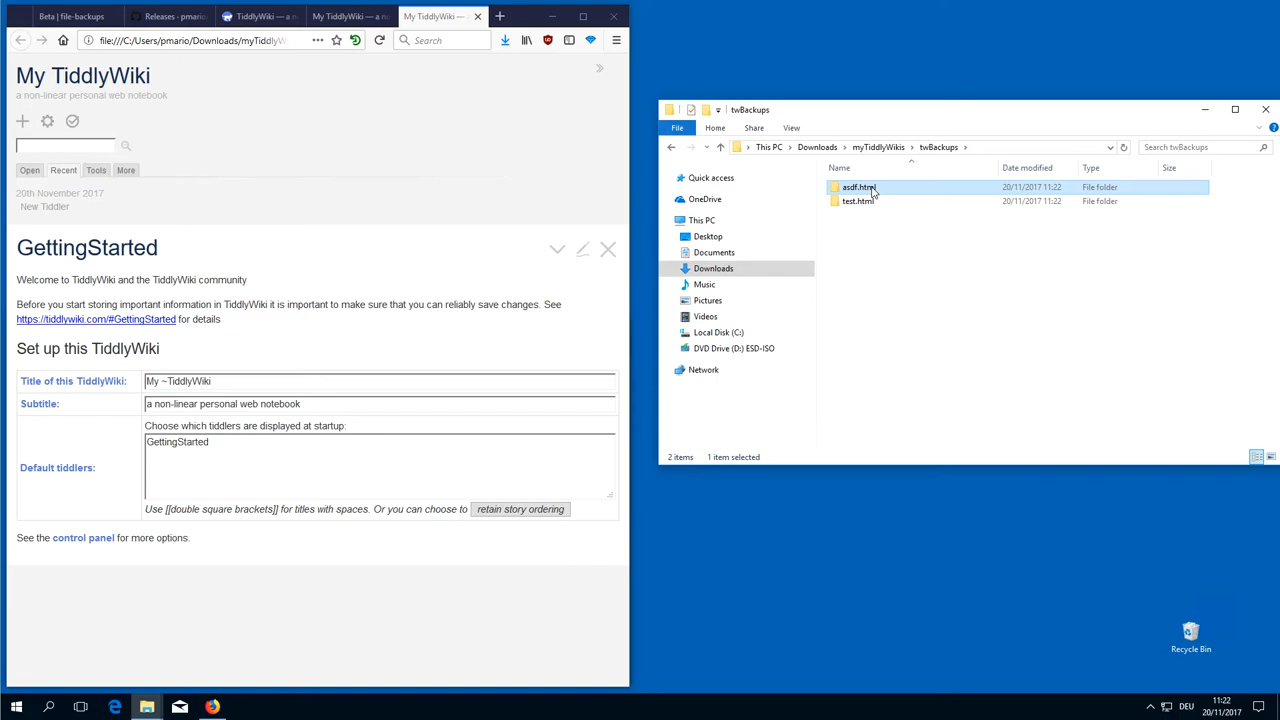 Beta | file-backups
Releases · pmario
TiddlyWiki — a n
My TiddlyWiki — a no
My TiddlyWiki —
file:///C:/Users/pmario/Downloads/myTiddlyW
Search
My TiddlyWiki
a non-linear personal web notebook
Open
Recent
Tools
More
20th November 2017
New Tiddler
GettingStarted
Welcome to TiddlyWiki and the TiddlyWiki community
Before you start storing important information in TiddlyWiki it is important to make sure that you can reliably save changes. See
https://tiddlywiki.com/#GettingStarted for details
Set up this TiddlyWiki
Title of this TiddlyWiki:
My ~TiddlyWiki
Subtitle:
a non-linear personal web notebook
Default tiddlers:
Choose which tiddlers are displayed at startup:
GettingStarted
Use [[double square brackets]] for titles with spaces. Or you can choose to retain story ordering
See the control panel for more options.
twBackups
File
Home
Share
View
This PC
Downloads
myTiddlyWikis
twBackups
Search twBackups
Name
Date modified
Type
Size
Quick access
OneDrive
This PC
Desktop
Documents
Downloads
Music
Pictures
Videos
Local Disk (C:)
DVD Drive (D:) ESD-ISO
Network
asdf.html
20/11/2017 11:22
File folder
test.html
20/11/2017 11:22
File folder
2 items
1 item selected
Recycle Bin
DEU
11:22
20/11/2017